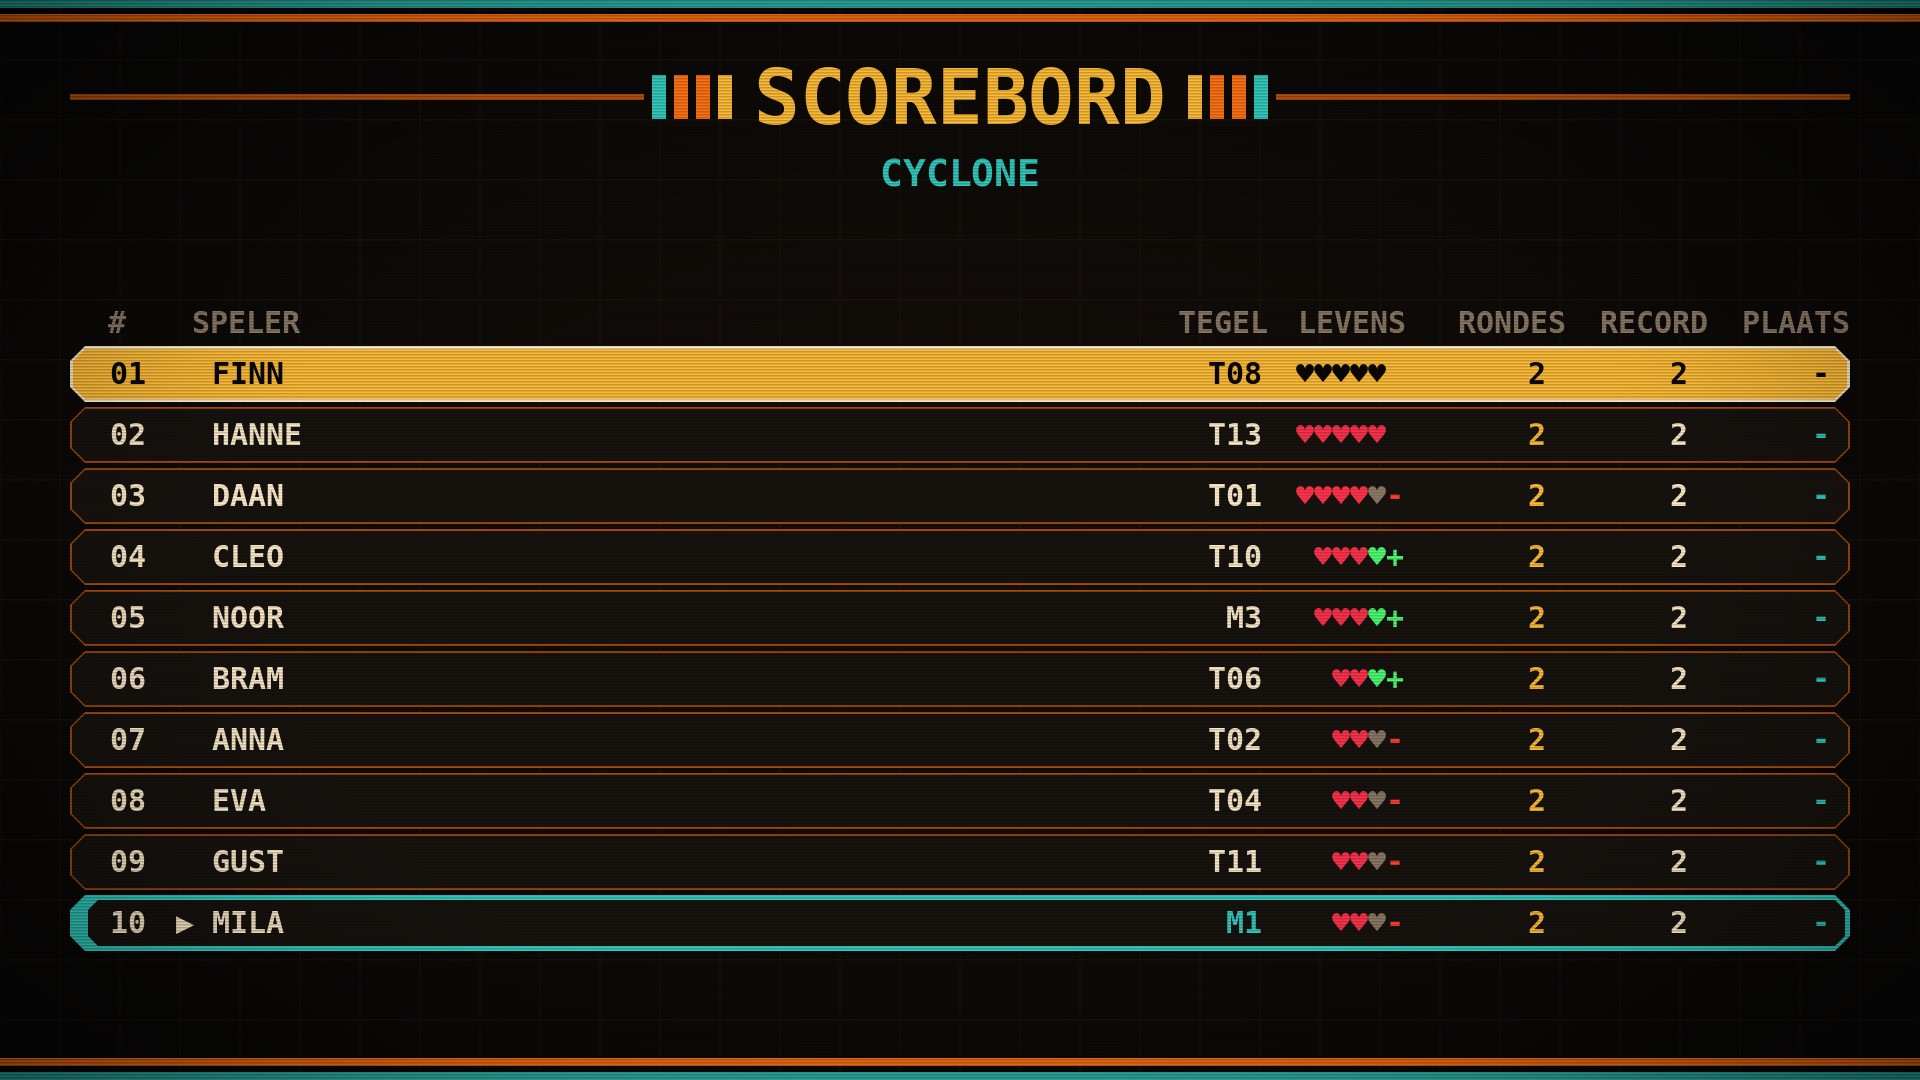 SCOREBORD
CYCLONE
# SPELER TEGEL LEVENS RONDES RECORD PLAATS
01 FINN T08 ♥♥♥♥♥ 2 2 -
02 HANNE T13 ♥♥♥♥♥ 2 2 -
03 DAAN T01 ♥♥♥♥♥- 2 2 -
04 CLEO T10 ♥♥♥♥+ 2 2 -
05 NOOR M3 ♥♥♥♥+ 2 2 -
06 BRAM T06 ♥♥♥+ 2 2 -
07 ANNA T02 ♥♥♥- 2 2 -
08 EVA T04 ♥♥♥- 2 2 -
09 GUST T11 ♥♥♥- 2 2 -
10 ▶ MILA M1 ♥♥♥- 2 2 -